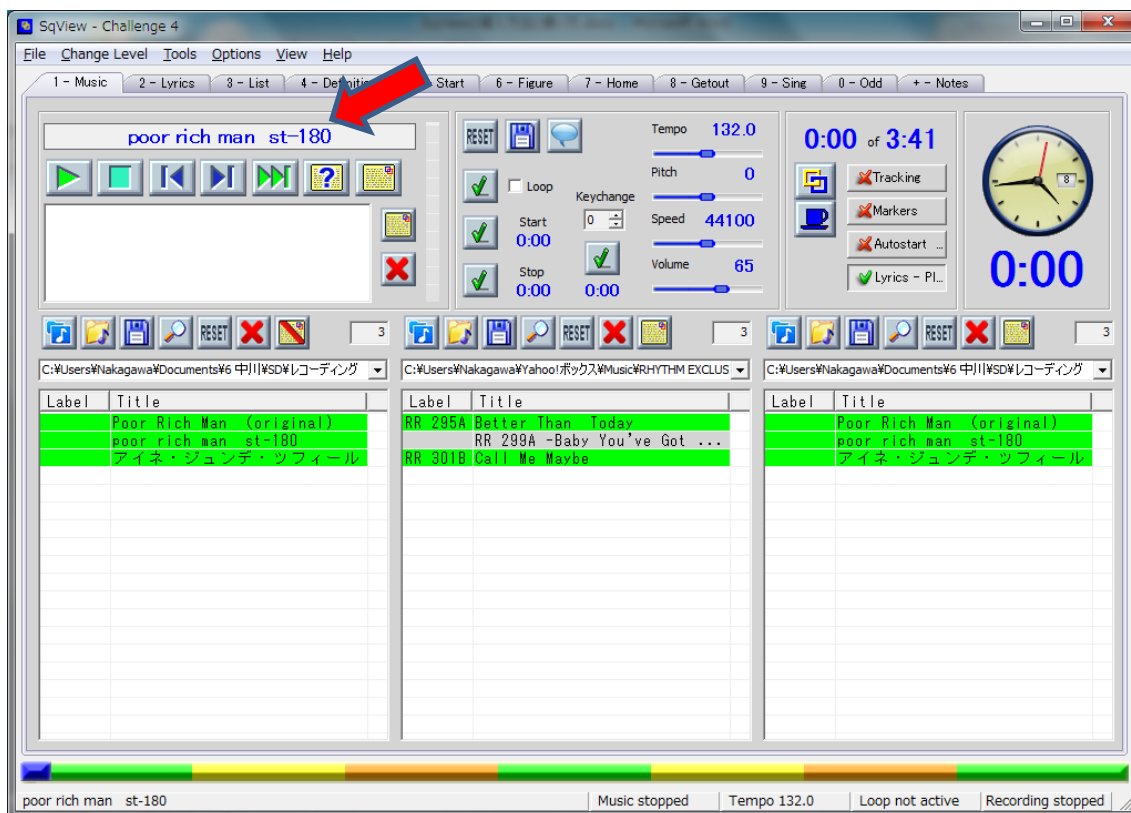 SqView - Challenge 4
File Change Level Tools Options View Help
1 - Music 2 - Lyrics 3 - List 4 - Start 6 - Figure 7 - Home 8 - Getout 9 - Sing 0 - Odd + - Notes
poor rich man st-180
RESET
Loop
Keychange
0
Start
0:00
Stop
0:00
0:00
Tempo 132.0
Pitch 0
Speed 44100
Volume 65
0:00 of 3:41
Tracking
Markers
Autostart ...
Lyrics - Pl...
8
0:00
RESET 3
RESET 3
RESET 3
C:¥Users¥Nakagawa¥Documents¥6 中川¥SD¥レコーディング
C:¥Users¥Nakagawa¥Yahoo!ボックス¥Music¥RHYTHM EXCLUS
C:¥Users¥Nakagawa¥Documents¥6 中川¥SD¥レコーディング
Label Title
Poor Rich Man (original)
poor rich man st-180
アイネ・ジュンデ・ツフィール
Label Title
RR 295A Better Than Today
RR 299A -Baby You've Got ...
RR 301B Call Me Maybe
Label Title
Poor Rich Man (original)
poor rich man st-180
アイネ・ジュンデ・ツフィール
poor rich man st-180 Music stopped Tempo 132.0 Loop not active Recording stopped